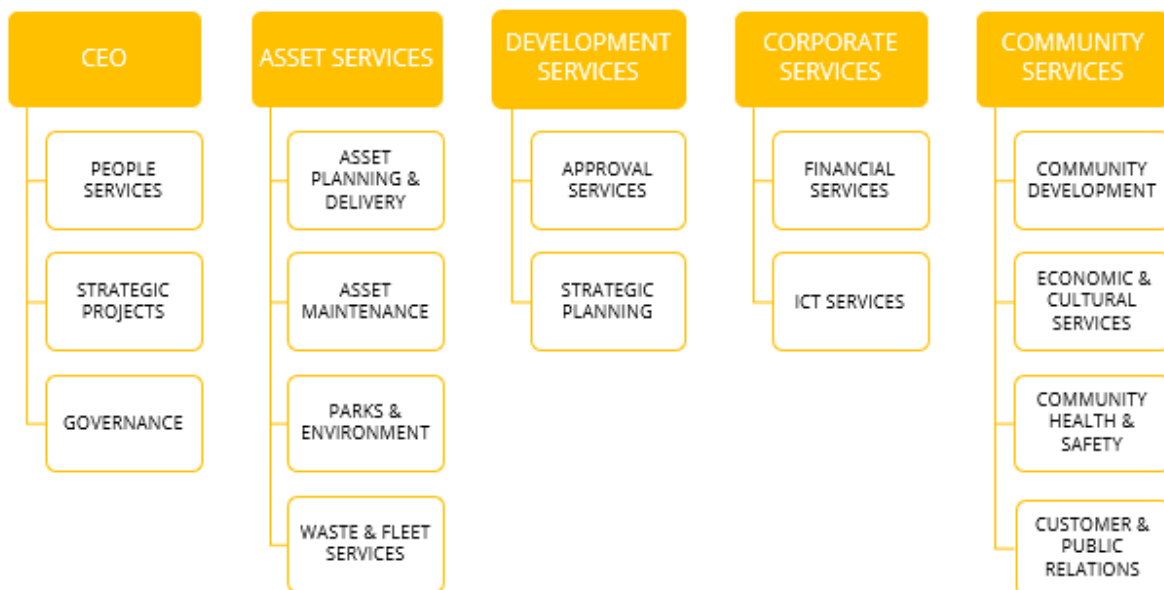 CEO
PEOPLE
SERVICES
STRATEGIC
PROJECTS
GOVERNANCE
ASSET SERVICES
ASSET
PLANNING &
DELIVERY
ASSET
MAINTENANCE
PARKS &
ENVIRONMENT
WASTE & FLEET
SERVICES
DEVELOPMENT
SERVICES
APPROVAL
SERVICES
STRATEGIC
PLANNING
CORPORATE
SERVICES
FINANCIAL
SERVICES
ICT SERVICES
COMMUNITY
SERVICES
COMMUNITY
DEVELOPMENT
ECONOMIC &
CULTURAL
SERVICES
COMMUNITY
HEALTH &
SAFETY
CUSTOMER &
PUBLIC
RELATIONS